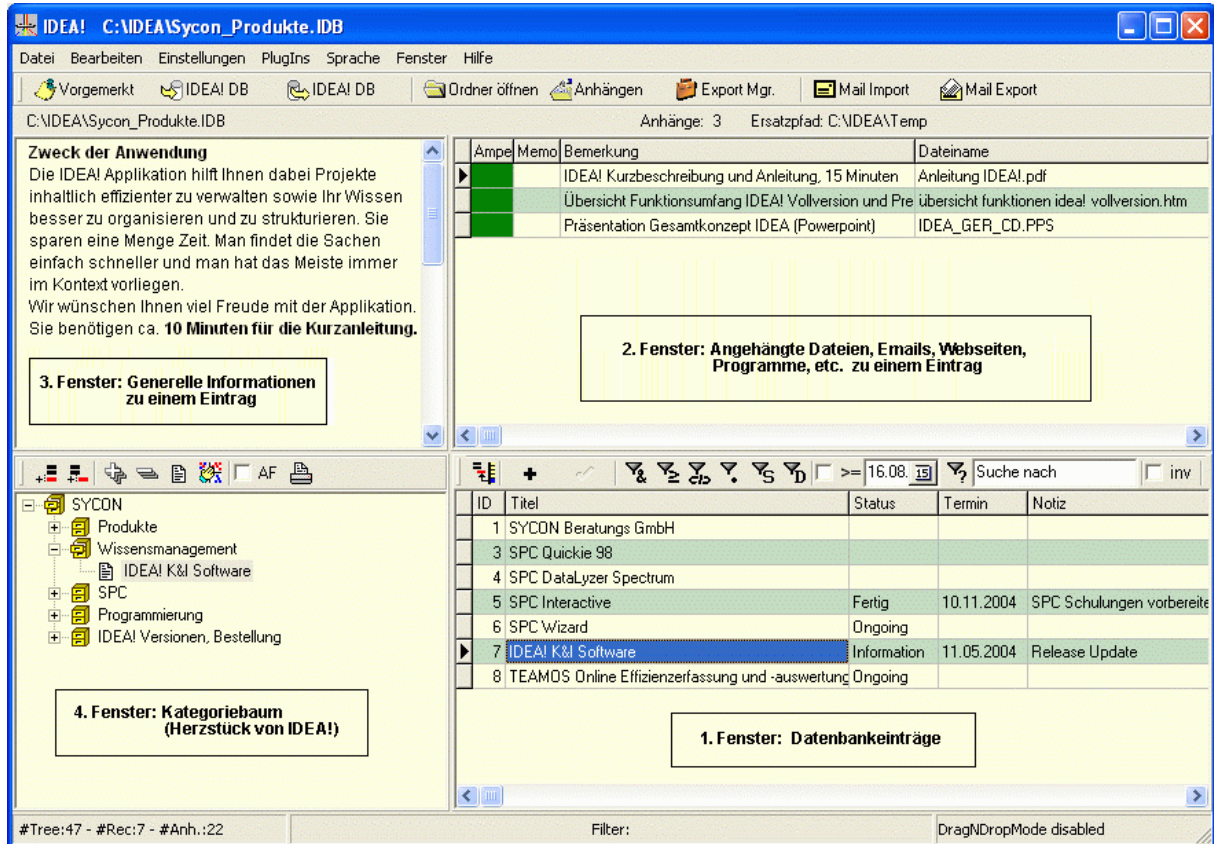 IDEA! C:\IDEA\Sycon_Produkte.IDB
Datei Bearbeiten Einstellungen PlugIns Sprache Fenster Hilfe
Vorgemerkt IDEA! DB IDEA! DB Ordner öffnen Anhängen Export Mgr. Mail Import Mail Export
C:\IDEA\Sycon_Produkte.IDB Anhänge: 3 Ersatzpfad: C:\IDEA\Temp
Zweck der Anwendung
Die IDEA! Applikation hilft Ihnen dabei Projekte
inhaltlich effizienter zu verwalten sowie Ihr Wissen
besser zu organisieren und zu strukturieren. Sie
sparen eine Menge Zeit. Man findet die Sachen
einfach schneller und man hat das Meiste immer
im Kontext vorliegen.
Wir wünschen Ihnen viel Freude mit der Applikation.
Sie benötigen ca. 10 Minuten für die Kurzanleitung.
3. Fenster: Generelle Informationen
zu einem Eintrag
Ampe Memo Bemerkung Dateiname
IDEA! Kurzbeschreibung und Anleitung, 15 Minuten Anleitung IDEA!.pdf
Übersicht Funktionsumfang IDEA! Vollversion und Pre übersicht funktionen idea! vollversion.htm
Präsentation Gesamtkonzept IDEA (Powerpoint) IDEA_GER_CD.PPS
2. Fenster: Angehängte Dateien, Emails, Webseiten,
Programme, etc. zu einem Eintrag
AF
SYCON
Produkte
Wissensmanagement
IDEA! K&I Software
SPC
Programmierung
IDEA! Versionen, Bestellung
4. Fenster: Kategoriebaum
(Herzstück von IDEA!)
>= 16.08. 15 Suche nach inv
ID Titel Status Termin Notiz
1 SYCON Beratungs GmbH
3 SPC Quickie 98
4 SPC DataLyzer Spectrum
5 SPC Interactive Fertig 10.11.2004 SPC Schulungen vorbereite
6 SPC Wizard Ongoing
7 IDEA! K&I Software Information 11.05.2004 Release Update
8 TEAMOS Online Effizienzerfassung und -auswertung Ongoing
1. Fenster: Datenbankeinträge
#Tree:47 - #Rec:7 - #Anh.:22 Filter: DragNDropMode disabled